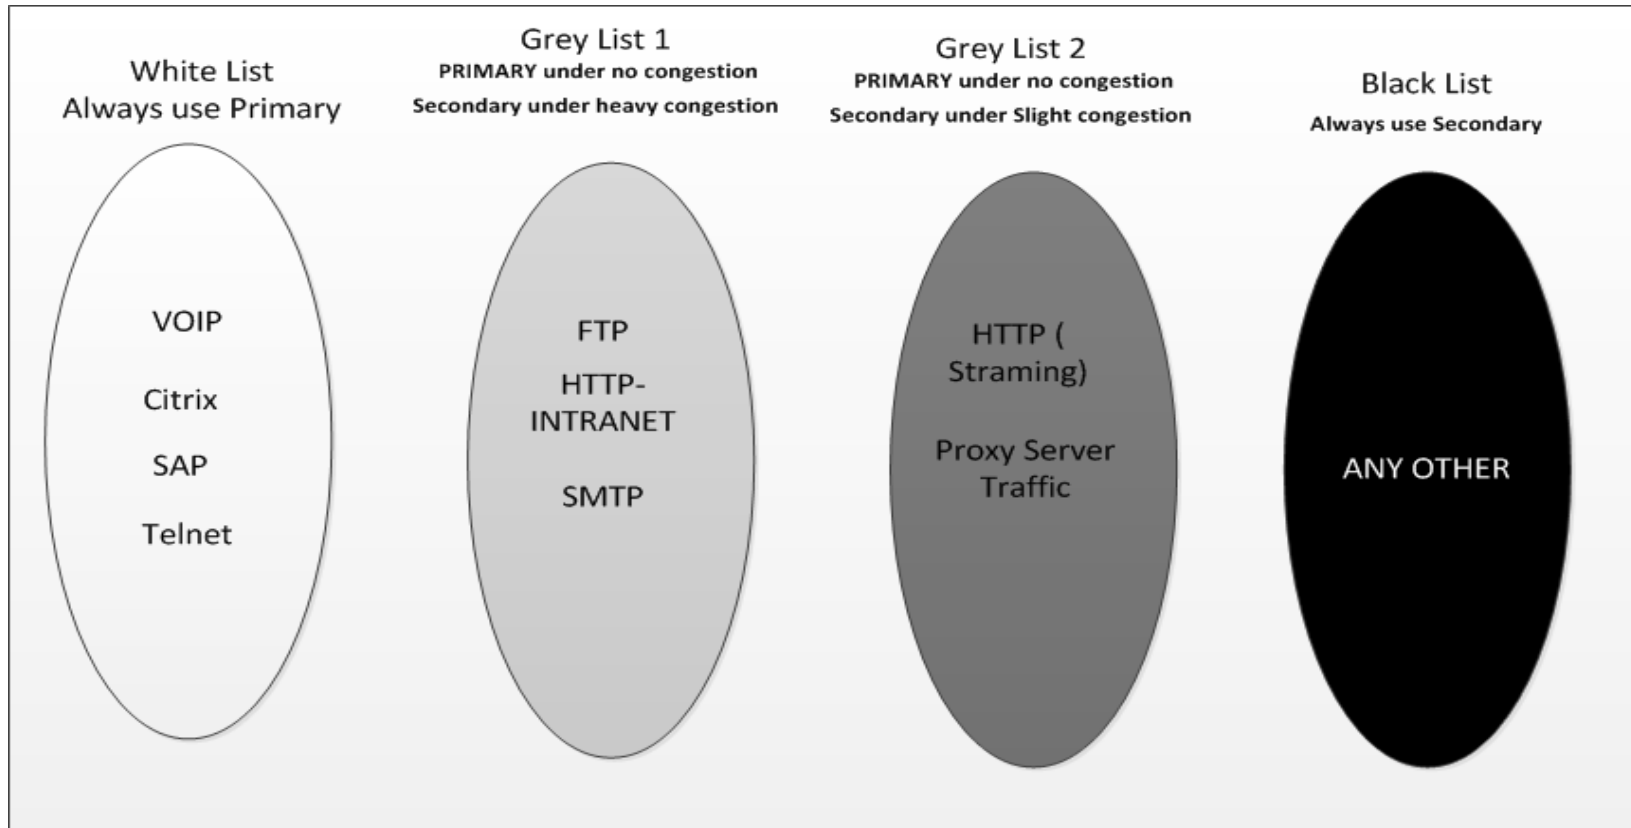 White List
Always use Primary
VOIP
Citrix
SAP
Telnet
Grey List 1
PRIMARY under no congestion
Secondary under heavy congestion
FTP
HTTP-
INTRANET
SMTP
Grey List 2
PRIMARY under no congestion
Secondary under Slight congestion
HTTP (
Straming)
Proxy Server
Traffic
Black List
Always use Secondary
ANY OTHER